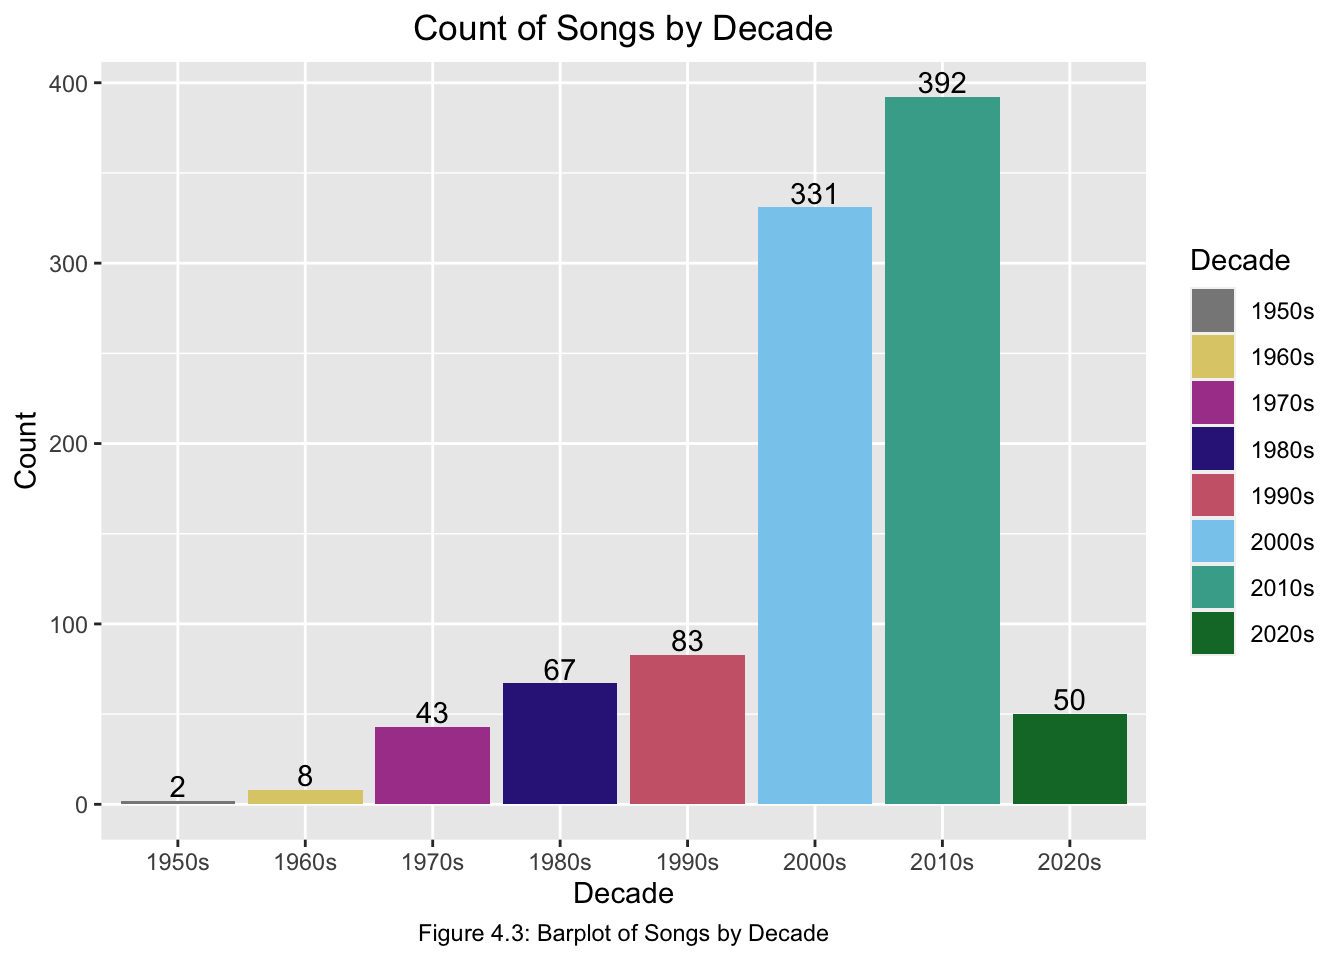 Count of Songs by Decade
400
300
200
100
0
Count
2
8
43
67
83
331
392
50
1950s
1960s
1970s
1980s
1990s
2000s
2010s
2020s
Decade
Decade
1950s
1960s
1970s
1980s
1990s
2000s
2010s
2020s
Figure 4.3: Barplot of Songs by Decade